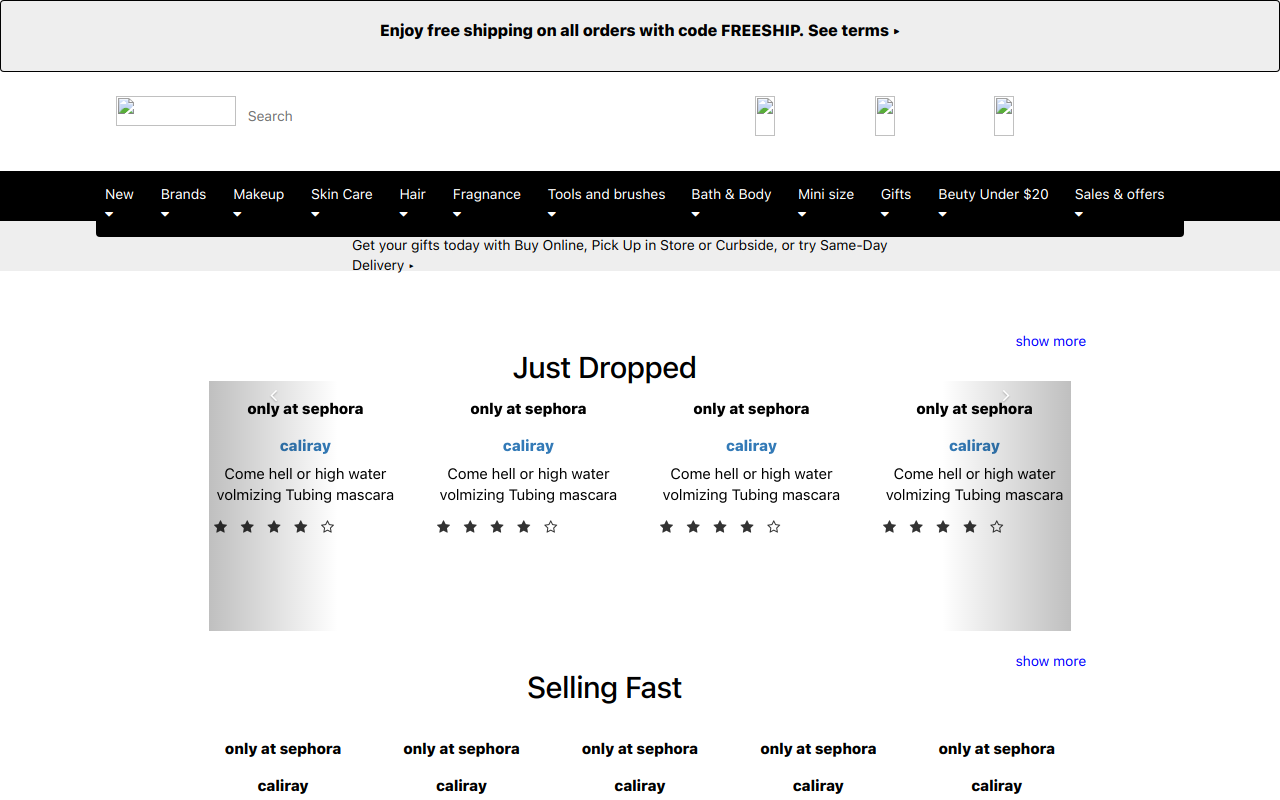 Enjoy free shipping on all orders with code FREESHIP. See terms ▸
Search
New Brands Makeup Skin Care Hair Fragnance Tools and brushes Bath & Body Mini size Gifts Beuty Under $20 Sales & offers
Get your gifts today with Buy Online, Pick Up in Store or Curbside, or try Same-Day
Delivery ▸
show more
Just Dropped
only at sephora only at sephora only at sephora only at sephora
caliray caliray caliray caliray
Come hell or high water Come hell or high water Come hell or high water Come hell or high water
volmizing Tubing mascara volmizing Tubing mascara volmizing Tubing mascara volmizing Tubing mascara
show more
Selling Fast
only at sephora only at sephora only at sephora only at sephora only at sephora
caliray caliray caliray caliray caliray